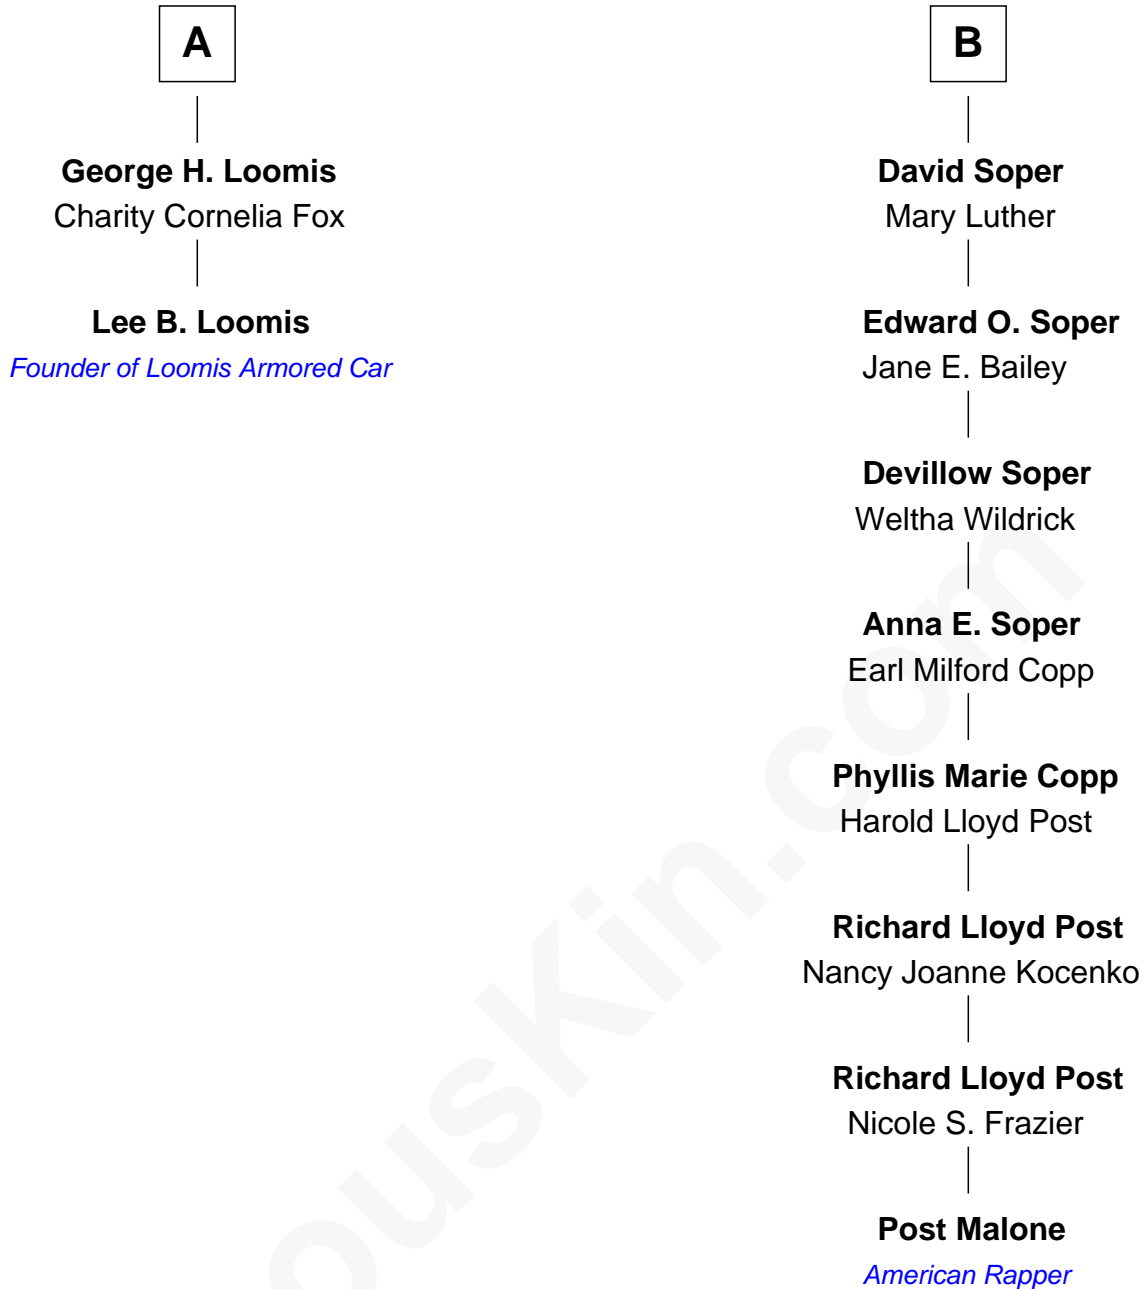 A
George H. Loomis
Charity Cornelia Fox
Lee B. Loomis
Founder of Loomis Armored Car
B
David Soper
Mary Luther
Edward O. Soper
Jane E. Bailey
Devillow Soper
Weltha Wildrick
Anna E. Soper
Earl Milford Copp
Phyllis Marie Copp
Harold Lloyd Post
Richard Lloyd Post
Nancy Joanne Kocenko
Richard Lloyd Post
Nicole S. Frazier
Post Malone
American Rapper
ousKin.com